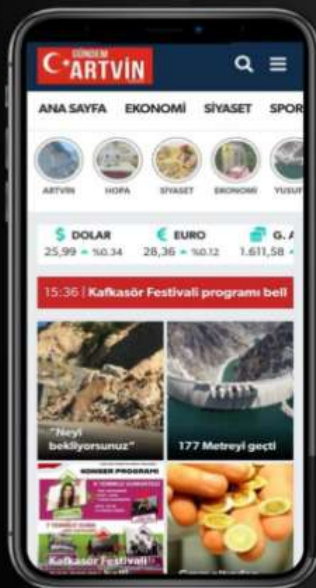 GÜNDEM
ARTVİN
ANA SAYFA EKONOMİ SİYASET SPOR
ARTVİN HOPA SİYASET EKONOMİ YUSUF
$ DOLAR € EURO G. A
25,99 %0.34 28,36 %0.12 1.611,58
15:36 | Kafkasör Festivali programı bell
"Neyi
bekliyorsunuz"
177 Metreyi geçti
KONSER PROGRAMI
Kafkasör Festivali